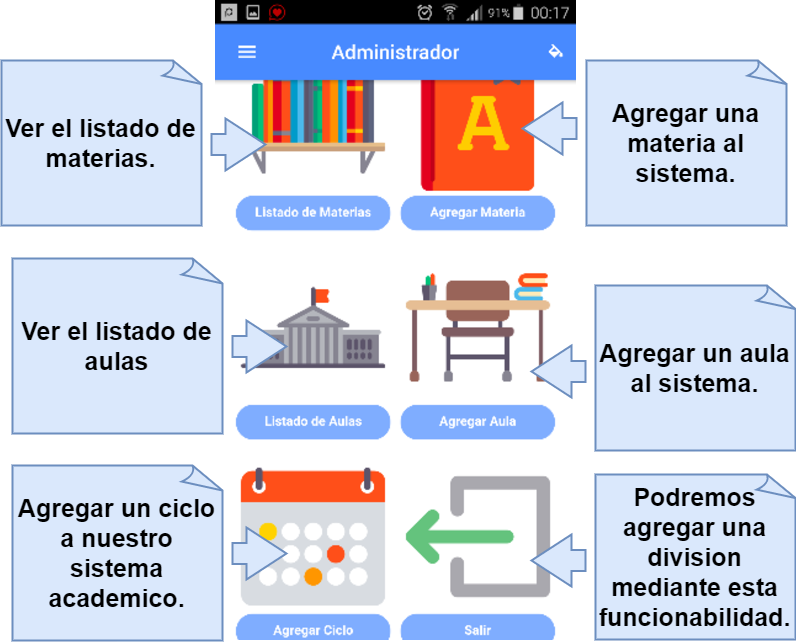 91% 00:17
Administrador
Ver el listado de
materias.
Agregar una
materia al
sistema.
A
Listado de Materias
Agregar Materia
Ver el listado de
aulas
Agregar un aula
al sistema.
Listado de Aulas
Agregar Aula
Agregar un ciclo
a nuestro
sistema
academico.
Podremos
agregar una
division
mediante esta
funcionabilidad.
Agregar Ciclo
Salir